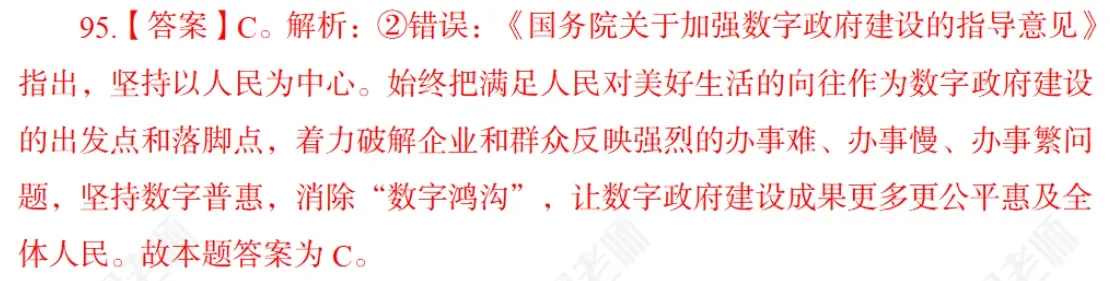 95.【答案】C。解析：②错误：《国务院关于加强数字政府建设的指导意见》
指出，坚持以人民为中心。始终把满足人民对美好生活的向往作为数字政府建设
的出发点和落脚点，着力破解企业和群众反映强烈的办事难、办事慢、办事繁问
题，坚持数字普惠，消除“数字鸿沟”，让数字政府建设成果更多更公平惠及全
体人民。故本题答案为 C。